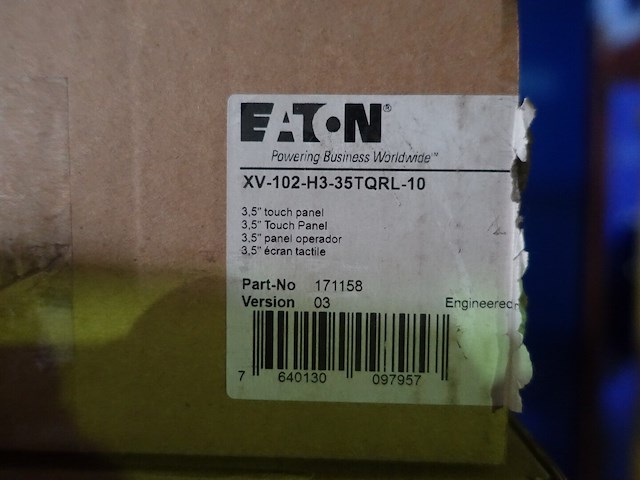 EATON®
Powering Business Worldwide™
XV-102-H3-35TQRL-10
3,5" touch panel
3,5" Touch Panel
3,5" panel operador
3,5" écran tactile
Part-No 171158
Version 03 Engineered
7 640130 097957